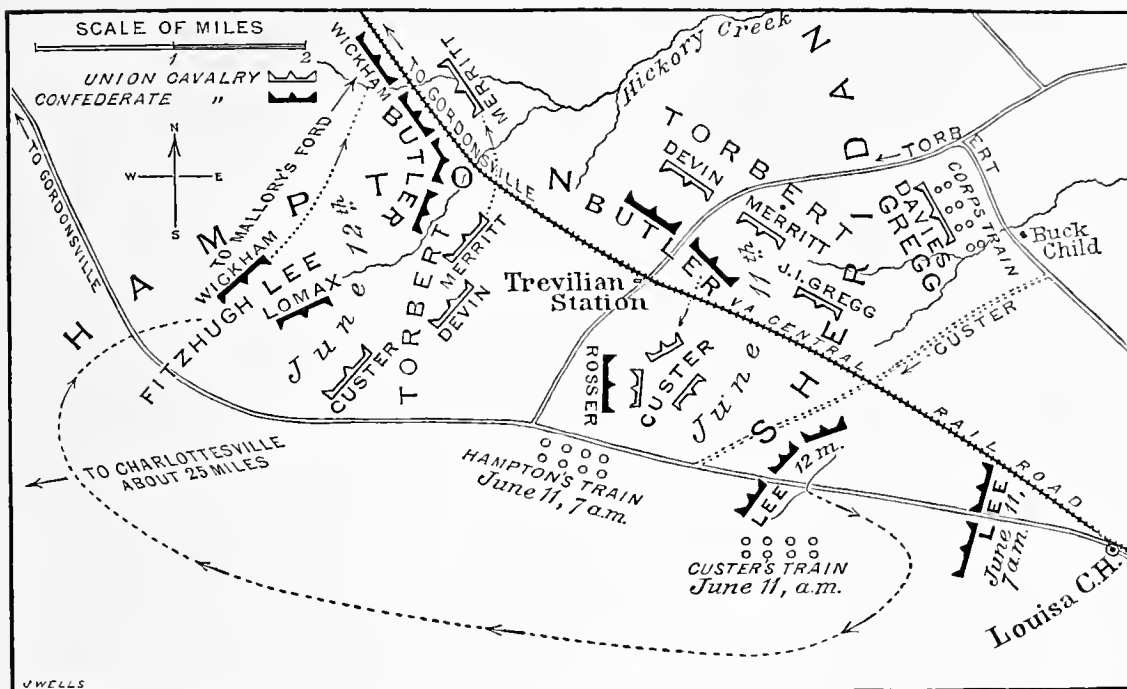 SCALE OF MILES
1 2
UNION CAVALRY
CONFEDERATE "
N
W E
S
TO GORDONSVILLE
WICKHAM
TO GORDONSVILLE
MERRITT
Hickory Creek
BUTLER
BUTLER
TO MALLORY'S FORD
WICKHAM
FITZHUGH LEE
LOMAX
June 12th
HAMPTON
CUSTER
TORBERT
MERRITT
DEVIN
SHERIDAN
TORBERT
DEVIN
TORBERT
TORBERT
MERRITT
BUTLER
Trevilian
Station
June 11th
J.I.GREGG
DAVIES
GREGG
CORPS TRAIN
Buck
Child
CUSTER
VA CENTRAL RAIL ROAD
ROSSER
CUSTER
TO CHARLOTTESVILLE
ABOUT 25 MILES
HAMPTON'S TRAIN
June 11, 7 a.m.
LEE
12 m.
CUSTER'S TRAIN
June 11, a.m.
LEE
June 11,
7 a.m.
Louisa C.H.
J WELLS